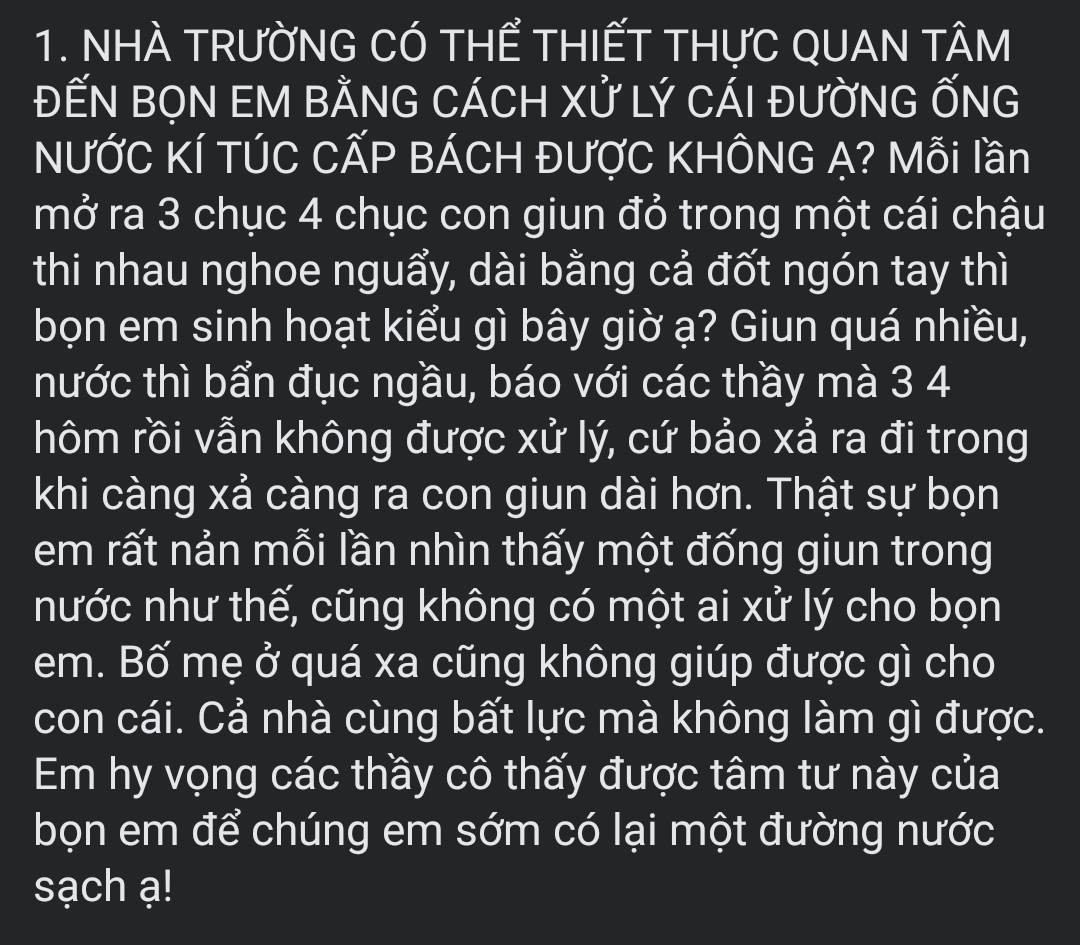 1. NHÀ TRƯỜNG CÓ THỂ THIẾT THỰC QUAN TÂM
ĐẾN BỌN EM BẰNG CÁCH XỬ LÝ CÁI ĐƯỜNG ỐNG
NƯỚC KÍ TÚC CẤP BÁCH ĐƯỢC KHÔNG Ạ? Mỗi lần
mở ra 3 chục 4 chục con giun đỏ trong một cái chậu
thi nhau nghoe nguẩy, dài bằng cả đốt ngón tay thì
bọn em sinh hoạt kiểu gì bây giờ ạ? Giun quá nhiều,
nước thì bẩn đục ngầu, báo với các thầy mà 3 4
hôm rồi vẫn không được xử lý, cứ bảo xả ra đi trong
khi càng xả càng ra con giun dài hơn. Thật sự bọn
em rất nản mỗi lần nhìn thấy một đống giun trong
nước như thế, cũng không có một ai xử lý cho bọn
em. Bố mẹ ở quá xa cũng không giúp được gì cho
con cái. Cả nhà cùng bất lực mà không làm gì được.
Em hy vọng các thầy cô thấy được tâm tư này của
bọn em để chúng em sớm có lại một đường nước
sạch ạ!